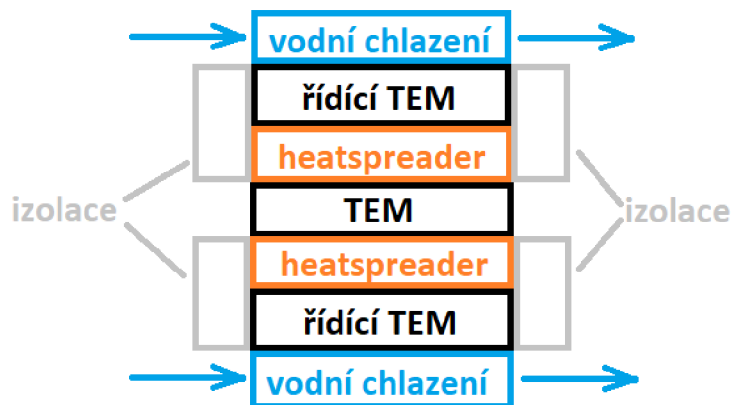 vodní chlazení
řídící TEM
heatspreader
izolace
TEM
izolace
heatspreader
řídící TEM
vodní chlazení